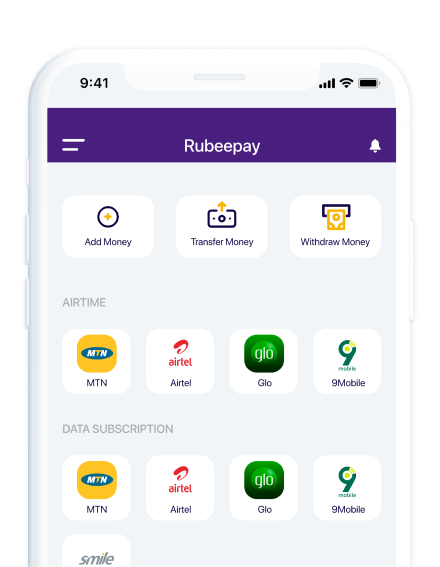 9:41
Rubeepay
Add Money Transfer Money Withdraw Money
AIRTIME
MTN airtel glo 9 mobile
MTN Airtel Glo 9Mobile
DATA SUBSCRIPTION
MTN airtel glo 9 mobile
MTN Airtel Glo 9Mobile
smile